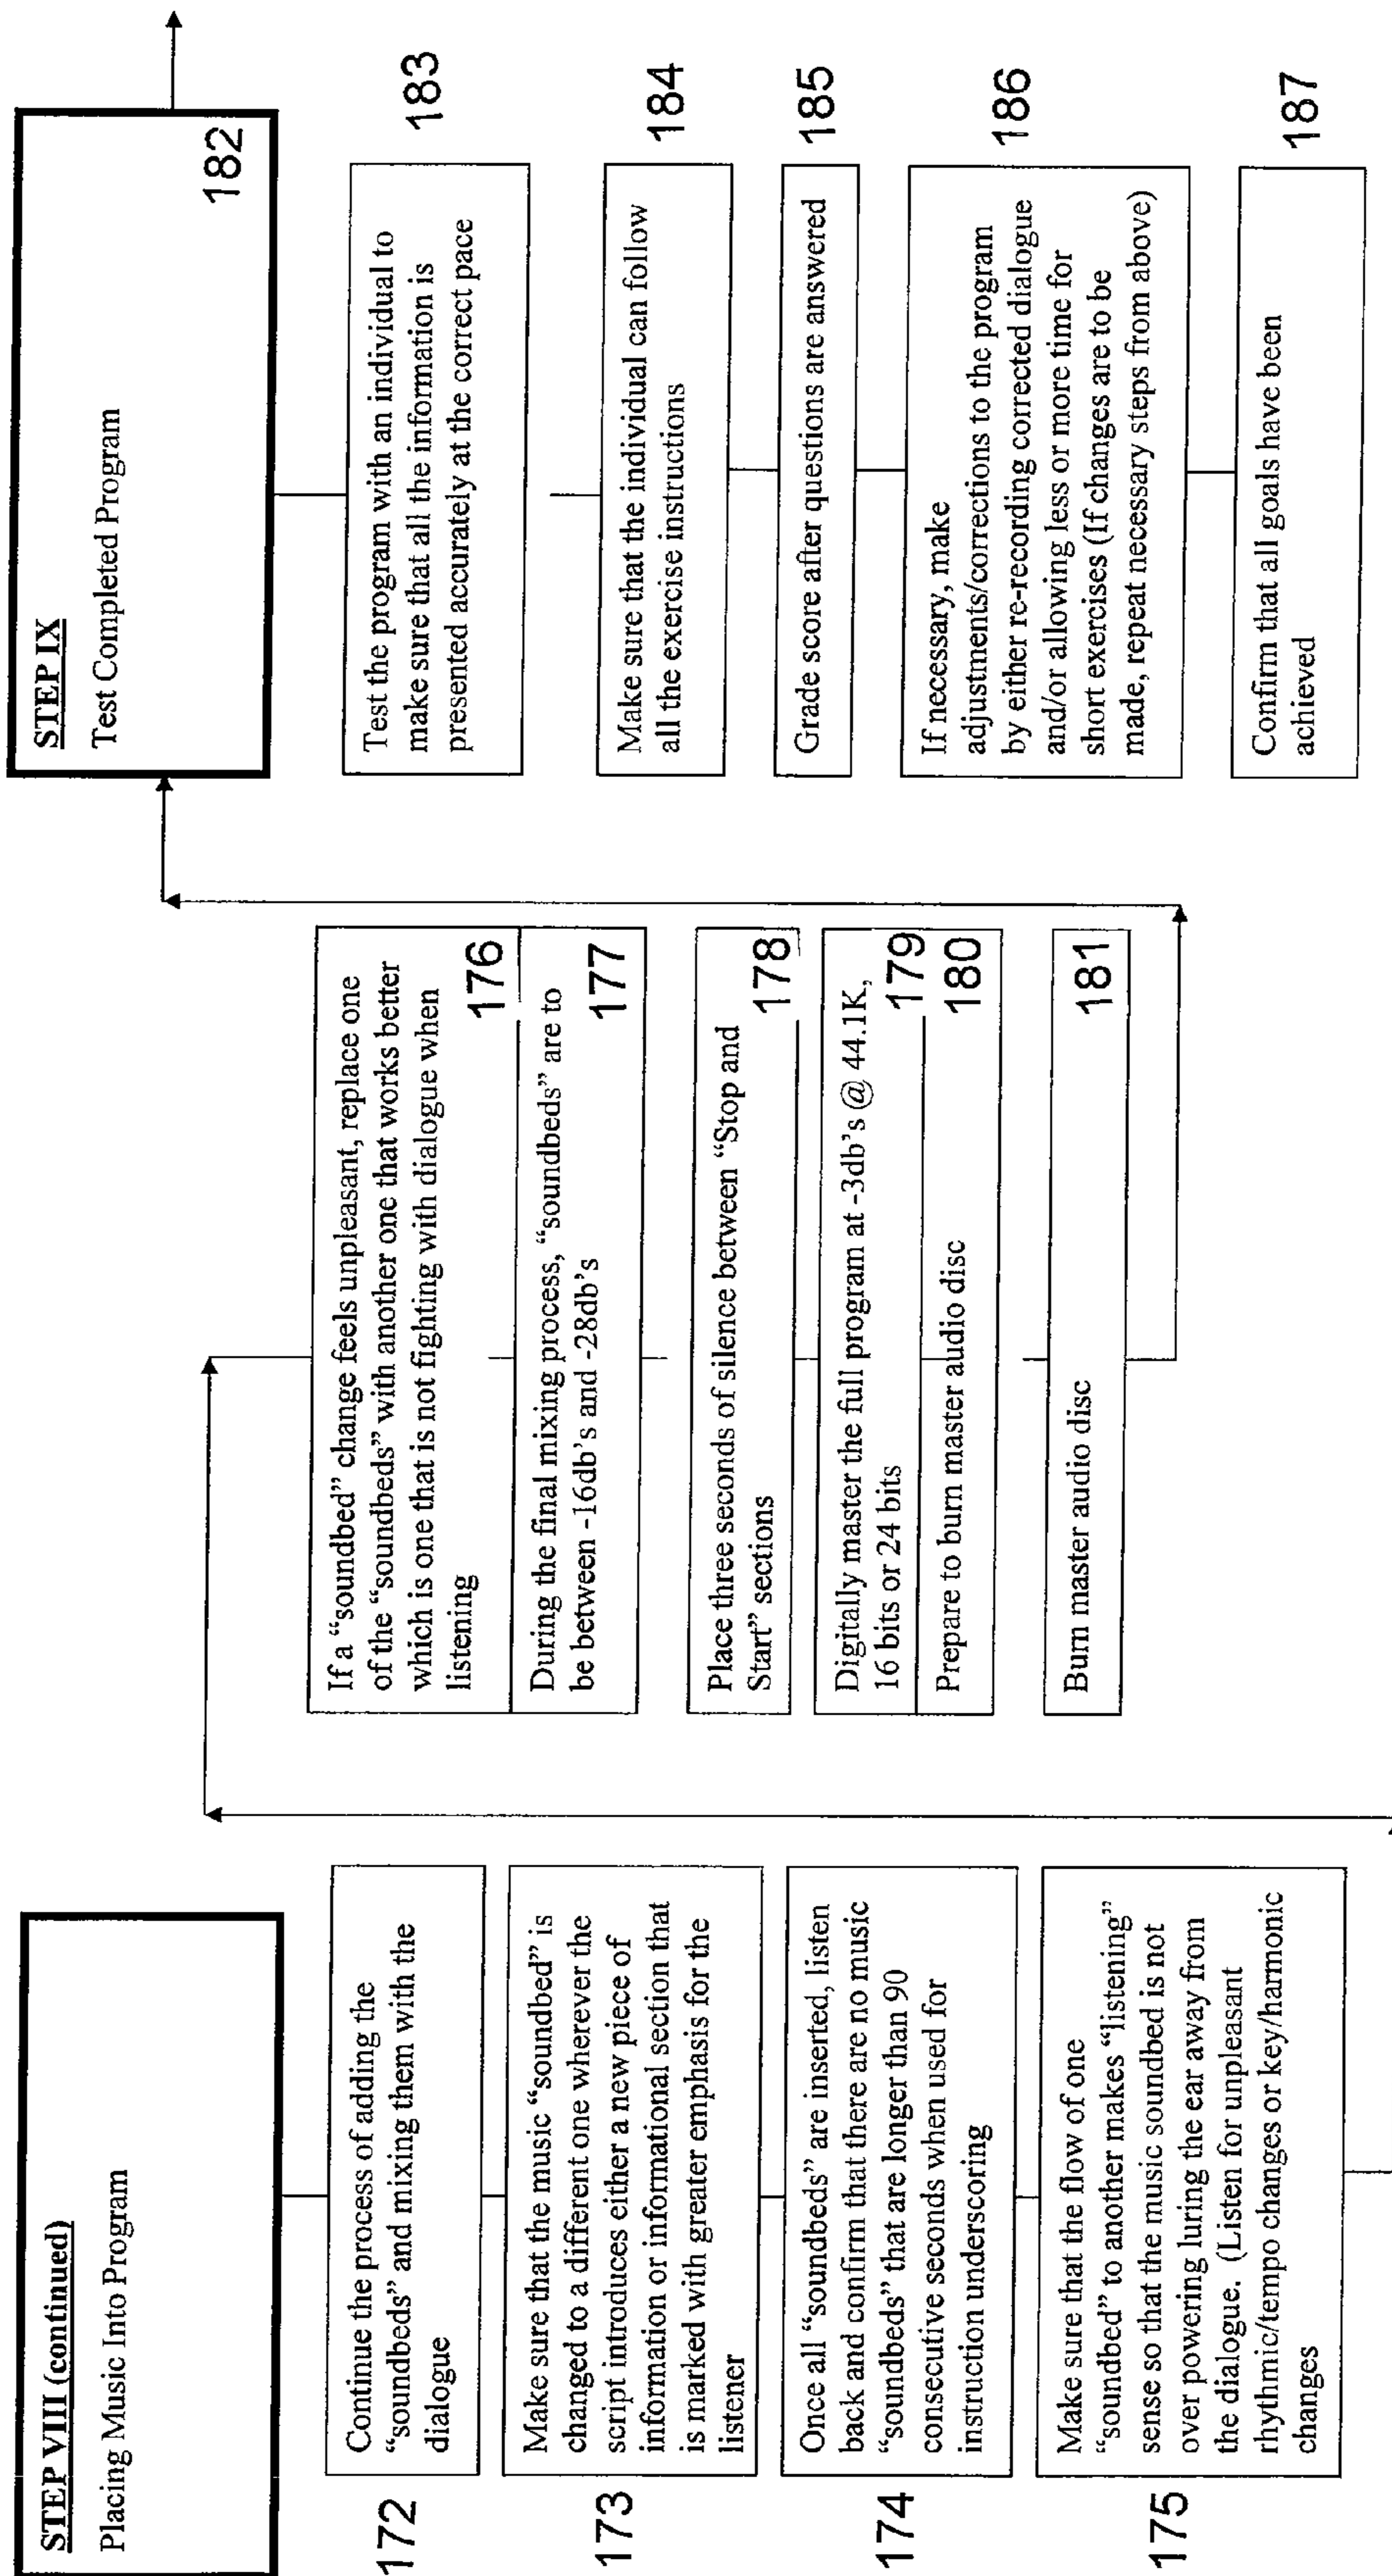 STEP VIII (continued)
Placing Music Into Program
172
Continue the process of adding the
“soundbeds” and mixing them with the
dialogue
173
Make sure that the music “soundbed” is
changed to a different one wherever the
script introduces either a new piece of
information or informational section that
is marked with greater emphasis for the
listener
174
Once all “soundbeds” are inserted, listen
back and confirm that there are no music
“soundbeds” that are longer than 90
consecutive seconds when used for
instruction underscoring
175
Make sure that the flow of one
“soundbed” to another makes “listening”
sense so that the music soundbed is not
over powering luring the ear away from
the dialogue. (Listen for unpleasant
rhythmic/tempo changes or key/harmonic
changes
If a “soundbed” change feels unpleasant, replace one
of the “soundbeds” with another one that works better
which is one that is not fighting with dialogue when
listening
176
During the final mixing process, “soundbeds” are to
be between -16db's and -28db's
177
Place three seconds of silence between “Stop and
Start” sections
178
Digitally master the full program at -3db's @ 44.1K,
16 bits or 24 bits
179
Prepare to burn master audio disc
180
Burn master audio disc
181
STEP IX
Test Completed Program
182
Test the program with an individual to
make sure that all the information is
presented accurately at the correct pace
183
Make sure that the individual can follow
all the exercise instructions
184
Grade score after questions are answered
185
If necessary, make
adjustments/corrections to the program
by either re-recording corrected dialogue
and/or allowing less or more time for
short exercises (If changes are to be
made, repeat necessary steps from above)
186
Confirm that all goals have been
achieved
187